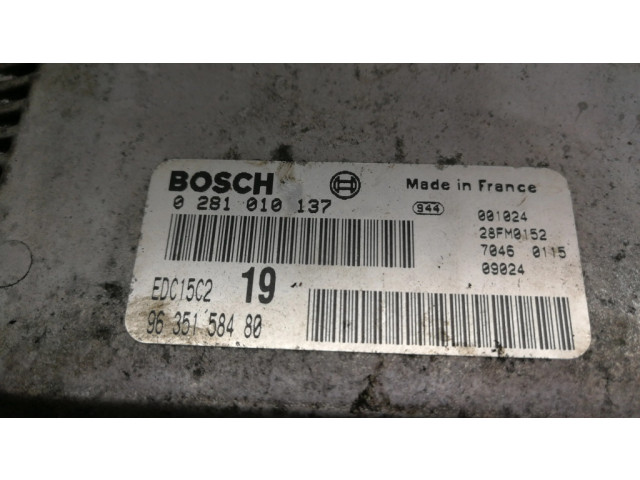 BOSCH
Made in France
0 281 010 137
944
001024
28FM0152
7046 0115
09024
EDC15C2
19
96 351 584 80